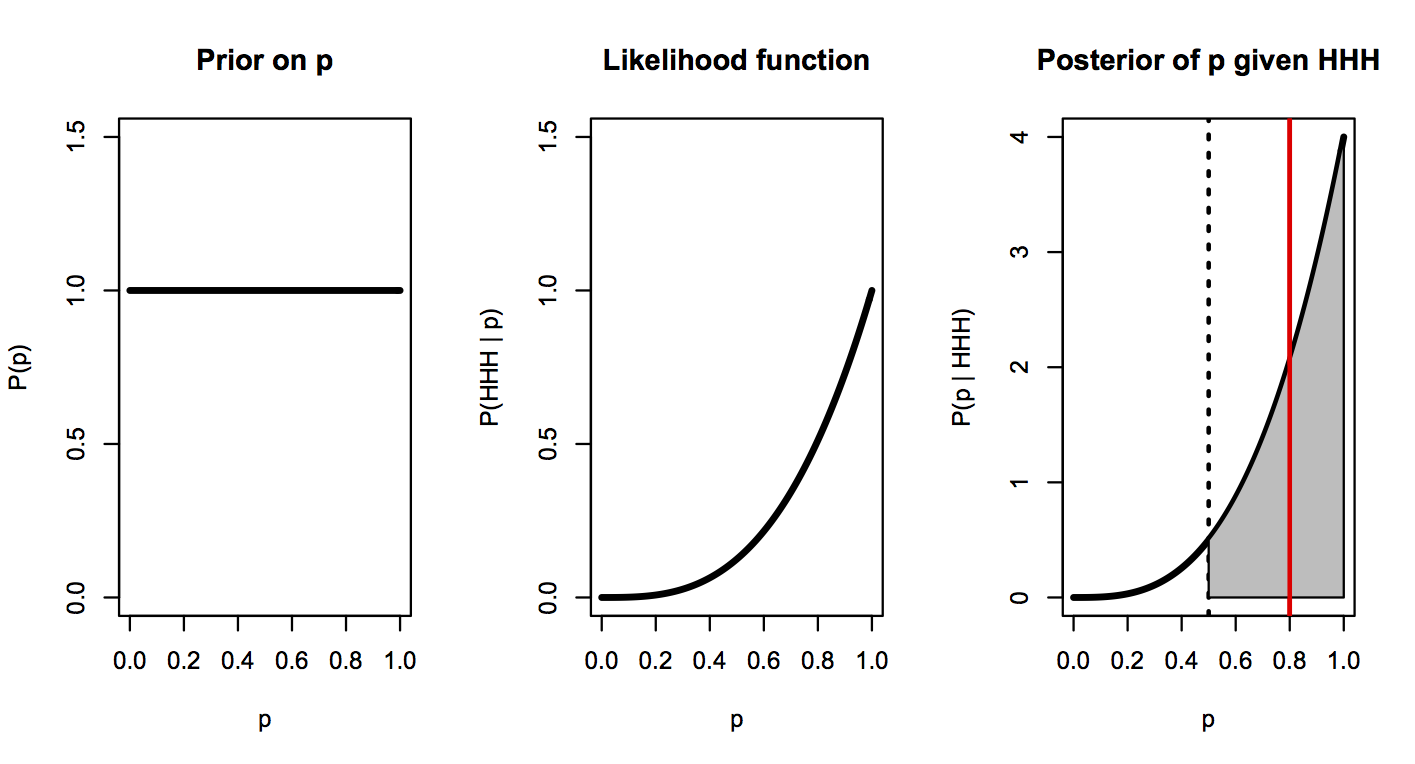 Prior on p
P(p)
1.5
1.0
0.5
0.0
0.0 0.2 0.4 0.6 0.8 1.0
p
Likelihood function
P(HHH | p)
1.5
1.0
0.5
0.0
0.0 0.2 0.4 0.6 0.8 1.0
p
Posterior of p given HHH
P(p | HHH)
4
3
2
1
0
0.0 0.2 0.4 0.6 0.8 1.0
p